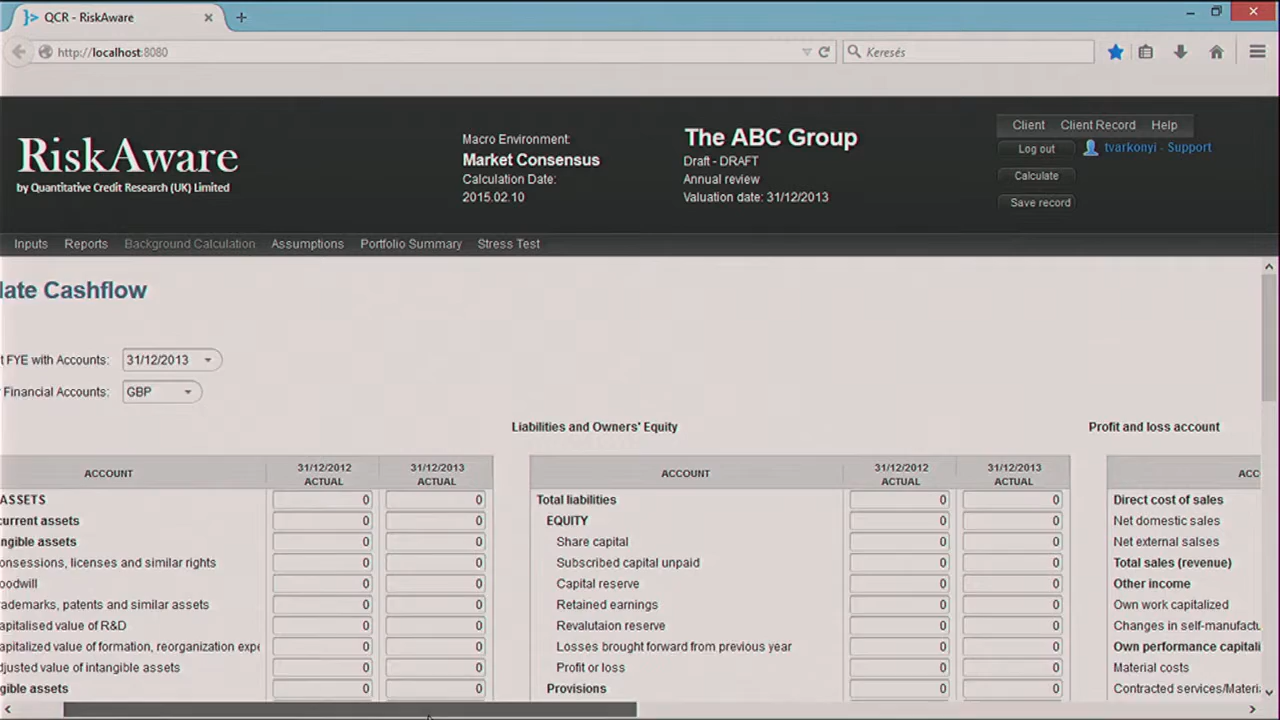 QCR - RiskAware
http://localhost:8080
Keresés
RiskAware
by Quantitative Credit Research (UK) Limited
Macro Environment:
Market Consensus
Calculation Date:
2015.02.10
The ABC Group
Draft - DRAFT
Annual review
Valuation date: 31/12/2013
Client Client Record Help
Log out tvarkonyi - Support
Calculate
Save record
Inputs Reports Background Calculation Assumptions Portfolio Summary Stress Test
late Cashflow
t FYE with Accounts: 31/12/2013
Financial Accounts: GBP
Liabilities and Owners' Equity Profit and loss account
ACCOUNT 31/12/2012 ACTUAL 31/12/2013 ACTUAL ACCOUNT 31/12/2012 ACTUAL 31/12/2013 ACTUAL ACC
ASSETS 0 0 Total liabilities 0 0 Direct cost of sales
current assets 0 0 EQUITY 0 0 Net domestic sales
ngible assets 0 0 Share capital 0 0 Net external salses
onsessions, licenses and similar rights 0 0 Subscribed capital unpaid 0 0 Total sales (revenue)
oodwill 0 0 Capital reserve 0 0 Other income
rademarks, patents and similar assets 0 0 Retained earnings 0 0 Own work capitalized
apitalised value of R&D 0 0 Revalutaion reserve 0 0 Changes in self-manufactu
apitalized value of formation, reorganization expe 0 0 Losses brought forward from previous year 0 0 Own performance capitali
djusted value of intangible assets 0 0 Profit or loss 0 0 Material costs
gible assets 0 0 Provisions 0 0 Contracted services/Materia